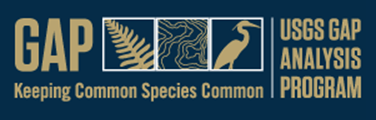 GAP
Keeping Common Species Common
USGS GAP
ANALYSIS
PROGRAM